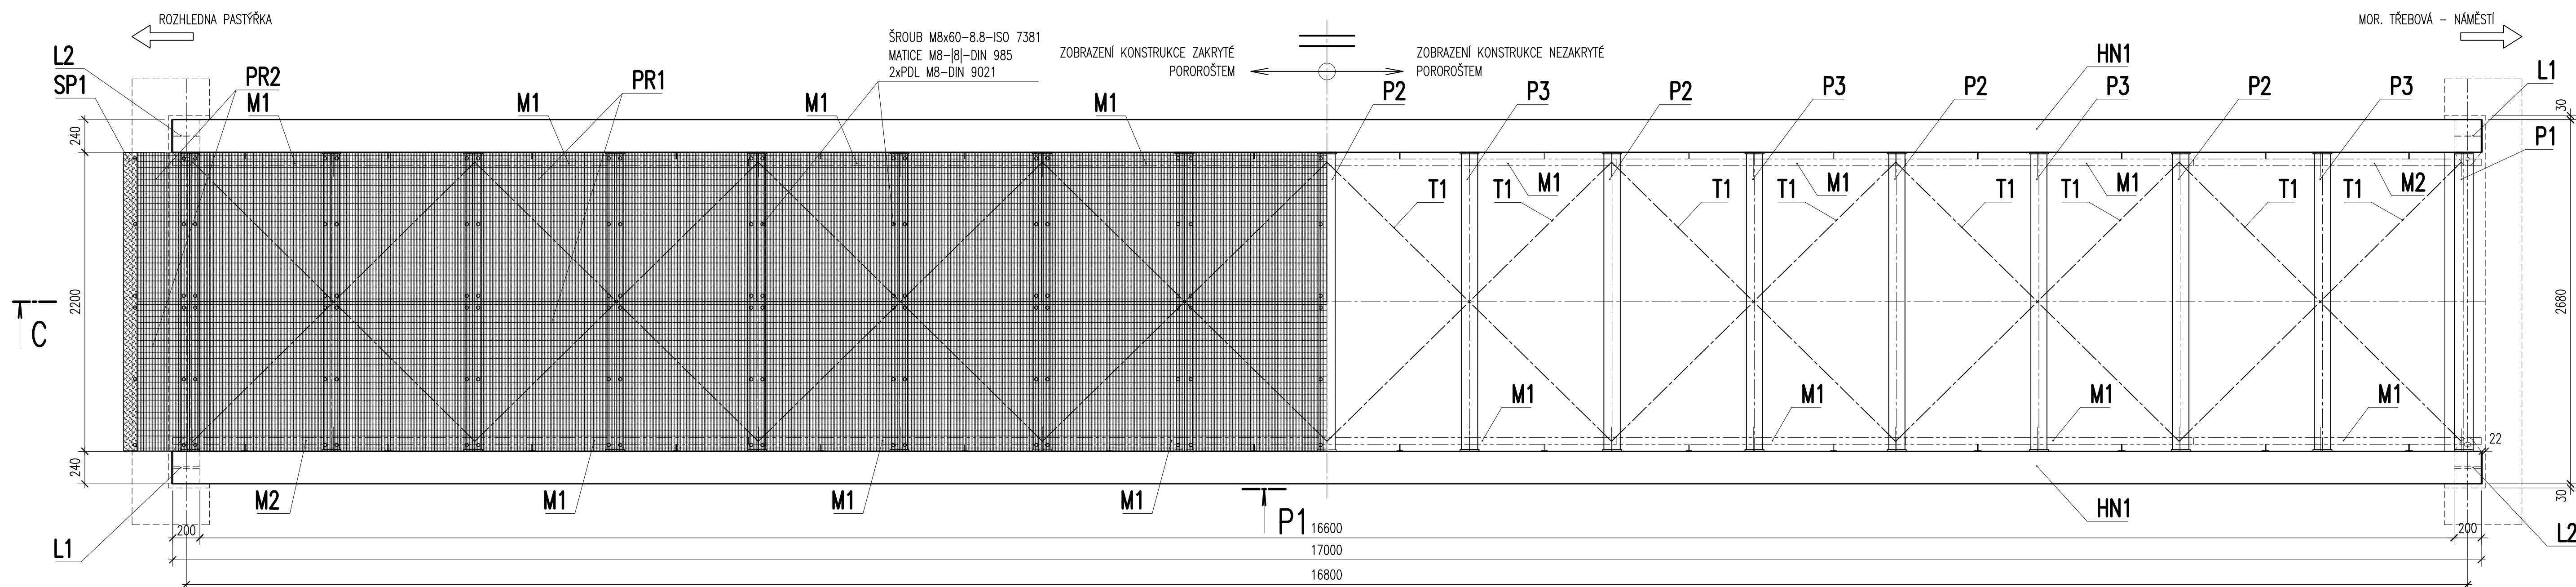 ROZHLEDNA PASTÝŘKA
MOR. TŘEBOVÁ – NÁMĚSTÍ
ŠROUB M8x60-8.8-ISO 7381
MATICE M8-|8|-DIN 985
2xPDL M8-DIN 9021
ZOBRAZENÍ KONSTRUKCE ZAKRYTÉ
POROROŠTEM
ZOBRAZENÍ KONSTRUKCE NEZAKRYTÉ
POROROŠTEM
L2
SP1
PR2
M1
M1
PR1
M1
M1
P2
P3
P2
P3
P2
HN1
P3
P2
P3
L1
P1
30
240
T1
T1
M1
T1
T1
M1
T1
T1
M1
T1
T1
M2
2200
C
2680
M1
M1
M1
M1
22
240
M2
M1
M1
M1
P1
HN1
30
L1
L2
200
16600
200
17000
16800